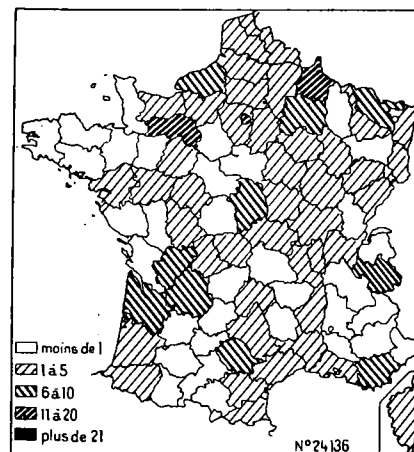 moins de 1
1 à 5
6 à 10
11 à 20
plus de 21
N° 24136